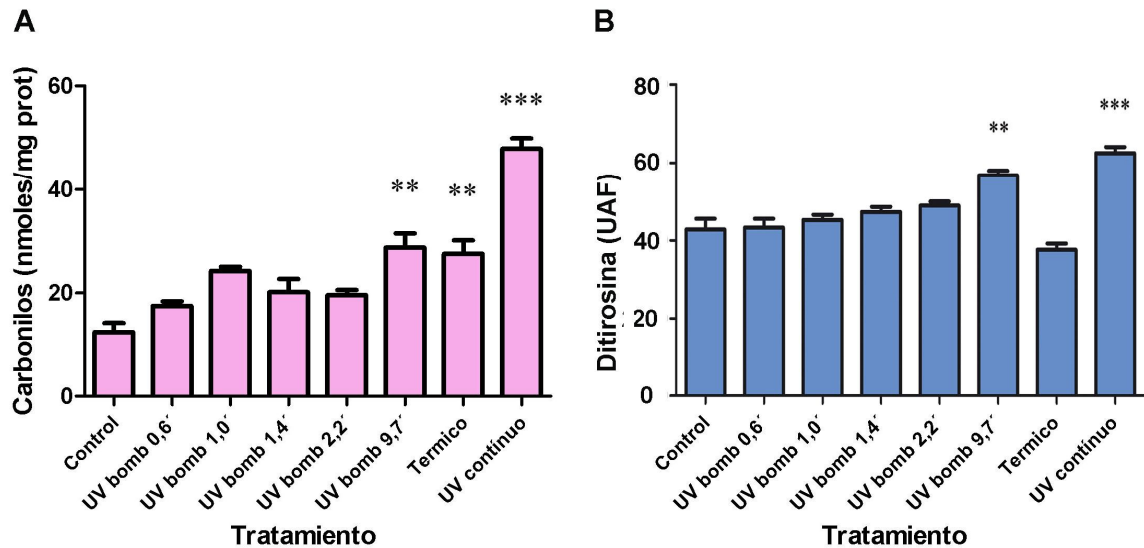 A
Carbonilos (nmoles/mg prot)
60
40
20
0
**
**
***
Control
UV bomb 0,6´
UV bomb 1,0´
UV bomb 1,4´
UV bomb 2,2´
UV bomb 9,7´
Termico
UV contínuo
Tratamiento
B
Ditirosina (UAF)
80
60
40
20
0
**
***
Control
UV bomb 0,6´
UV bomb 1,0´
UV bomb 1,4´
UV bomb 2,2´
UV bomb 9,7´
Termico
UV contínuo
Tratamiento